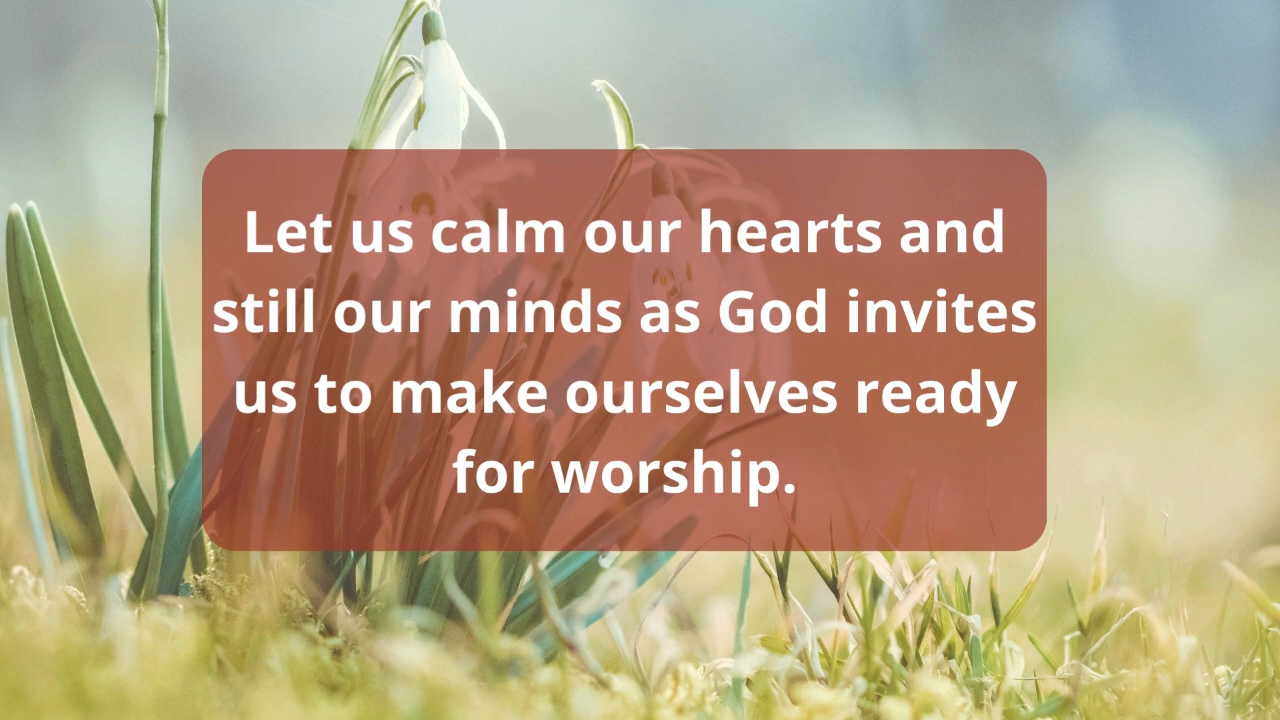 Let us calm our hearts and
still our minds as God invites
us to make ourselves ready
for worship.